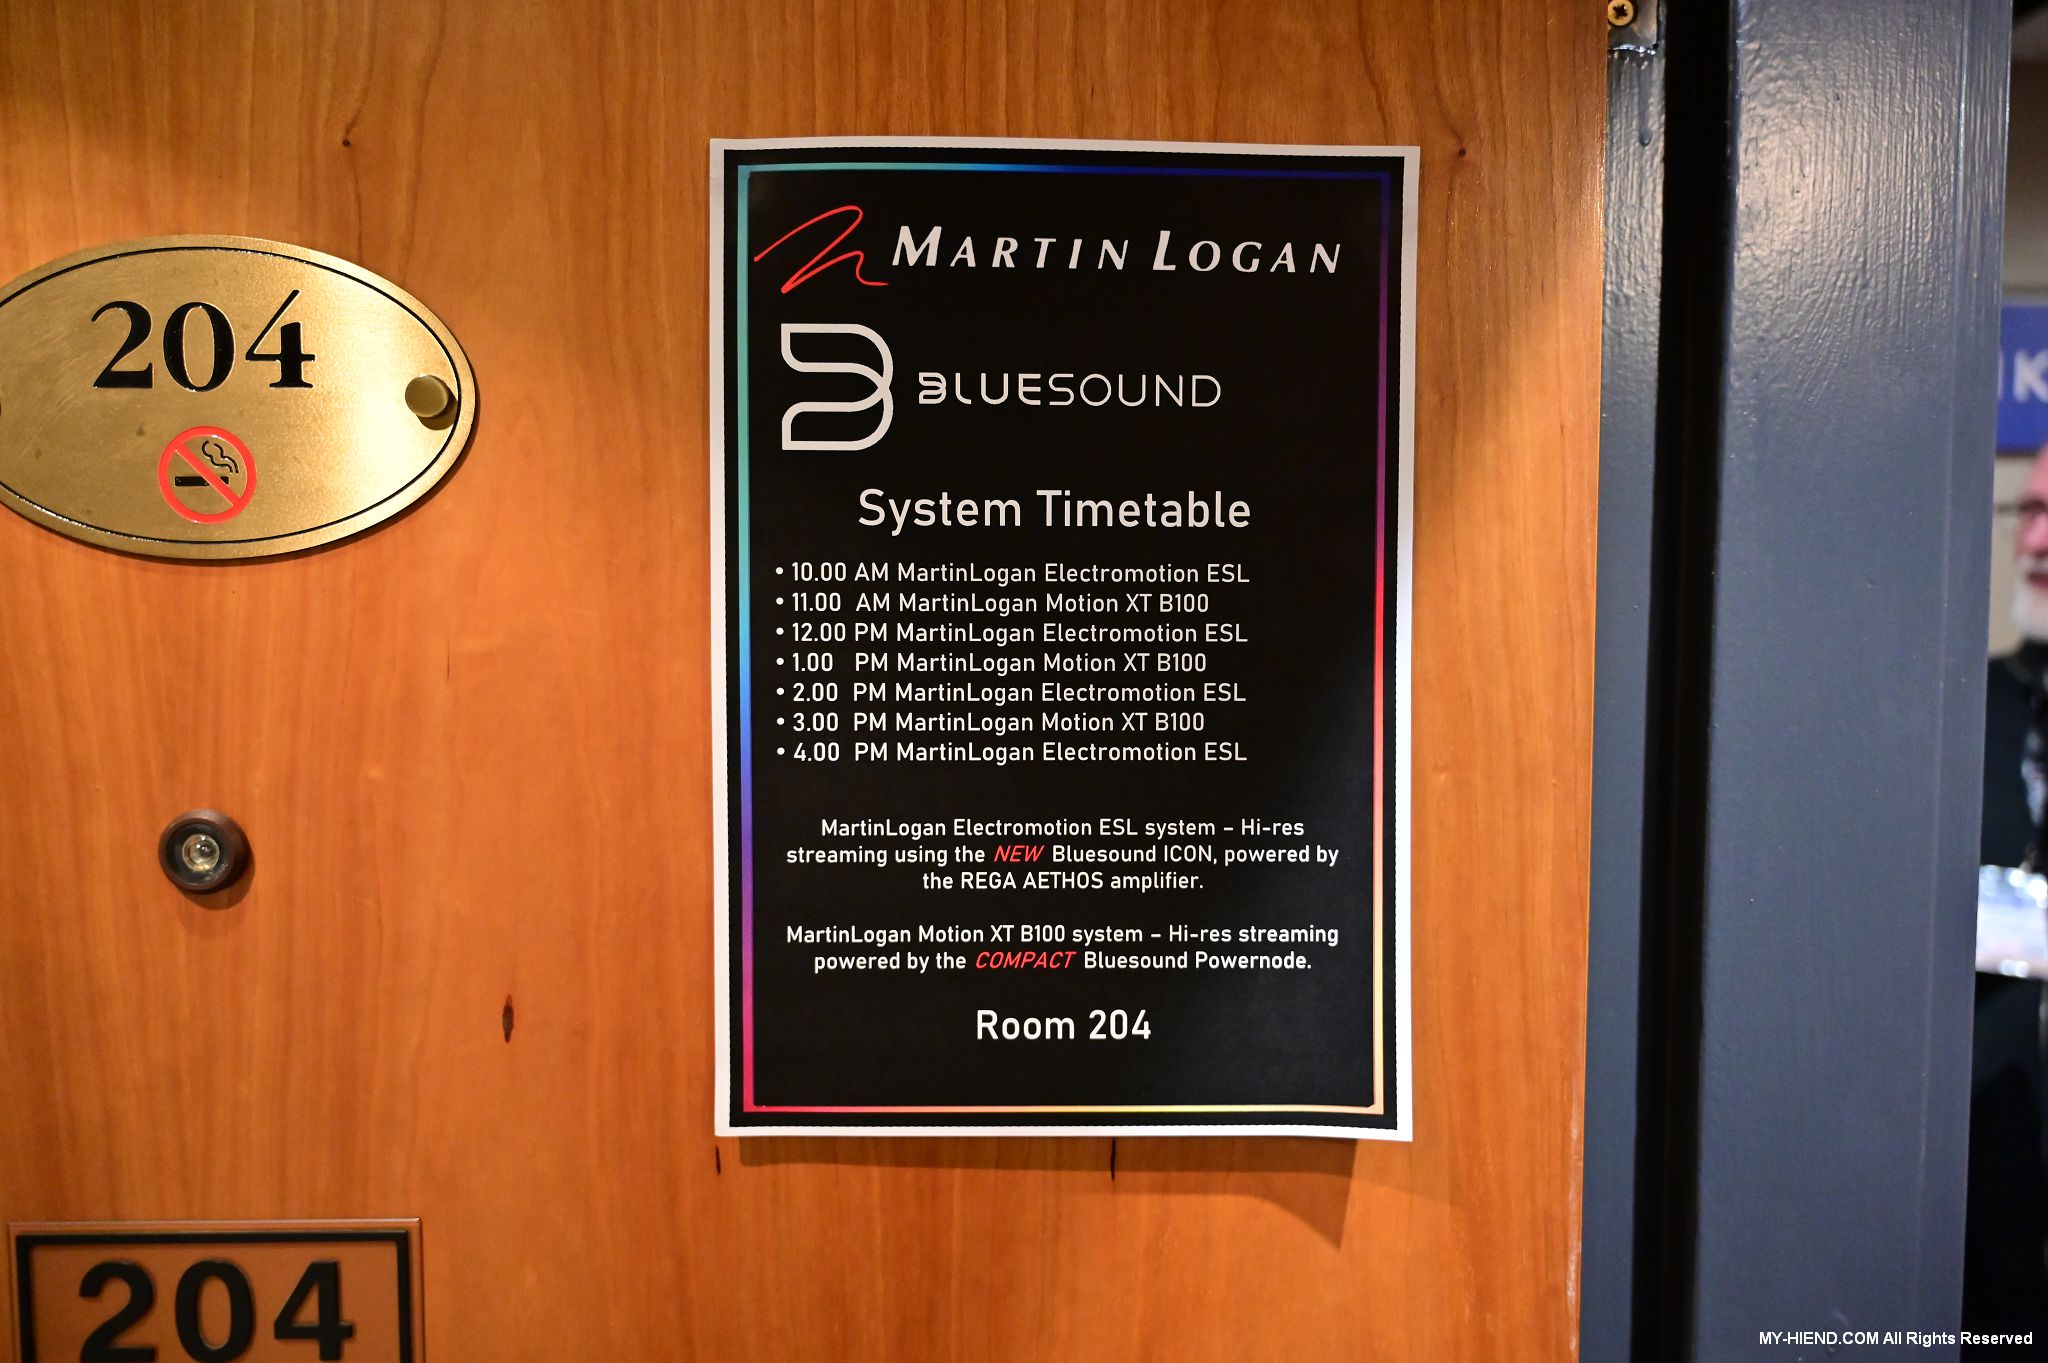 204
MARTIN LOGAN
BLUESOUND
System Timetable
• 10.00 AM MartinLogan Electromotion ESL
• 11.00 AM MartinLogan Motion XT B100
• 12.00 PM MartinLogan Electromotion ESL
• 1.00 PM MartinLogan Motion XT B100
• 2.00 PM MartinLogan Electromotion ESL
• 3.00 PM MartinLogan Motion XT B100
• 4.00 PM MartinLogan Electromotion ESL
MartinLogan Electromotion ESL system – Hi-res
streaming using the NEW Bluesound ICON, powered by
the REGA AETHOS amplifier.
MartinLogan Motion XT B100 system – Hi-res streaming
powered by the COMPACT Bluesound Powernode.
Room 204
204
MY-HIEND.COM All Rights Reserved